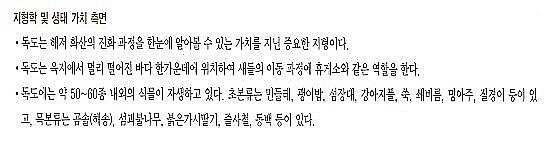 지형학 및 생태 가치 측면
• 독도는 해저 화산의 진화 과정을 한눈에 알아볼 수 있는 가치를 지닌 중요한 지형이다.
• 독도는 육지에서 멀리 떨어진 바다 한가운데에 위치하여 새들의 이동 과정에 휴게소와 같은 역할을 한다.
• 독도에는 약 50~60종 내외의 식물이 자생하고 있다. 초본류는 민들레, 괭이밥, 섬장대, 강아지풀, 쑥, 쇠비름, 명아주, 질경이 등이 있
고, 목본류는 곰솔(해송), 섬괴불나무, 붉은가시딸기, 줄사철, 동백 등이 있다.